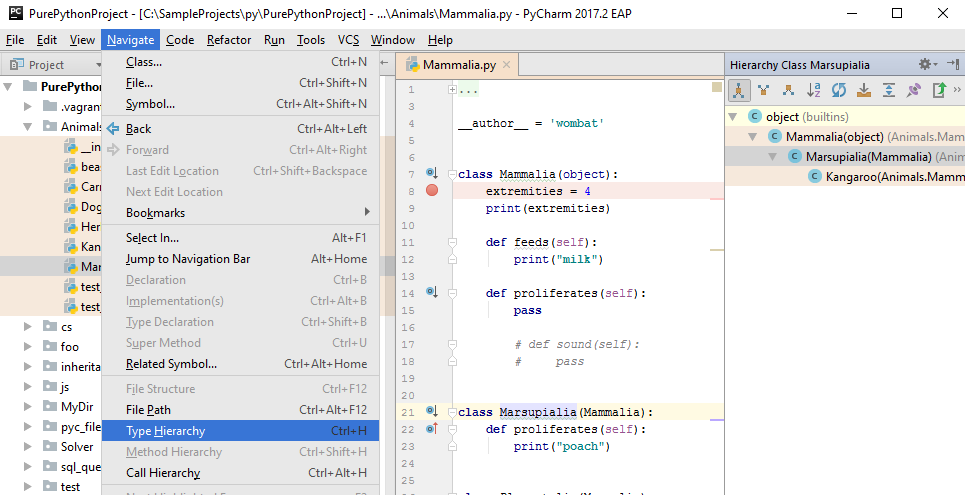 PC PurePythonProject - [C:\SampleProjects\py\PurePythonProject] - ...\Animals\Mammalia.py - PyCharm 2017.2 EAP
File Edit View Navigate Code Refactor Run Tools VCS Window Help
Project
PurePython
.vagrant
Animals
__in
beas
Carr
Dog
Her
Kan
Mar
test_
test_
cs
foo
inherita
js
MyDir
pyc_file
Solver
sql_que
test
Class... Ctrl+N
File... Ctrl+Shift+N
Symbol... Ctrl+Alt+Shift+N
Back Ctrl+Alt+Left
Forward Ctrl+Alt+Right
Last Edit Location Ctrl+Shift+Backspace
Next Edit Location
Bookmarks
Select In... Alt+F1
Jump to Navigation Bar Alt+Home
Declaration Ctrl+B
Implementation(s) Ctrl+Alt+B
Type Declaration Ctrl+Shift+B
Super Method Ctrl+U
Related Symbol... Ctrl+Alt+Home
File Structure Ctrl+F12
File Path Ctrl+Alt+F12
Type Hierarchy Ctrl+H
Method Hierarchy Ctrl+Shift+H
Call Hierarchy Ctrl+Alt+H
Mammalia.py
1 ...
3
4 __author__ = 'wombat'
5
6
7 class Mammalia(object):
8 extremities = 4
9 print(extremities)
10
11 def feeds(self):
12 print("milk")
13
14 def proliferates(self):
15 pass
16
17 # def sound(self):
18 # pass
19
20
21 class Marsupialia(Mammalia):
22 def proliferates(self):
23 print("poach")
24
25
Hierarchy Class Marsupialia
object (builtins)
Mammalia(object) (Animals.Mam
Marsupialia(Mammalia) (Anim
Kangaroo(Animals.Mamm